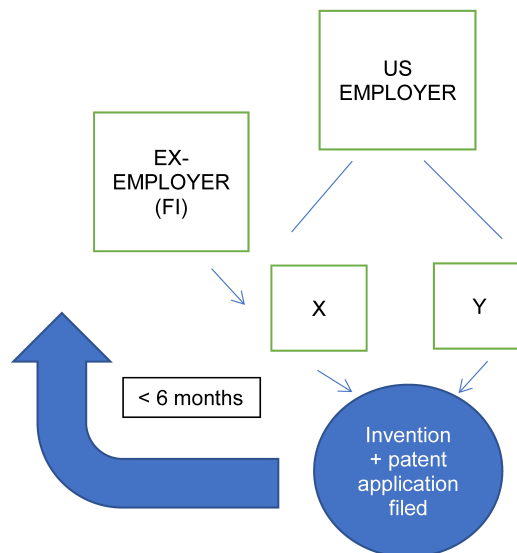 US
EMPLOYER
EX-
EMPLOYER
(FI)
X
Y
< 6 months
Invention
+ patent
application
filed